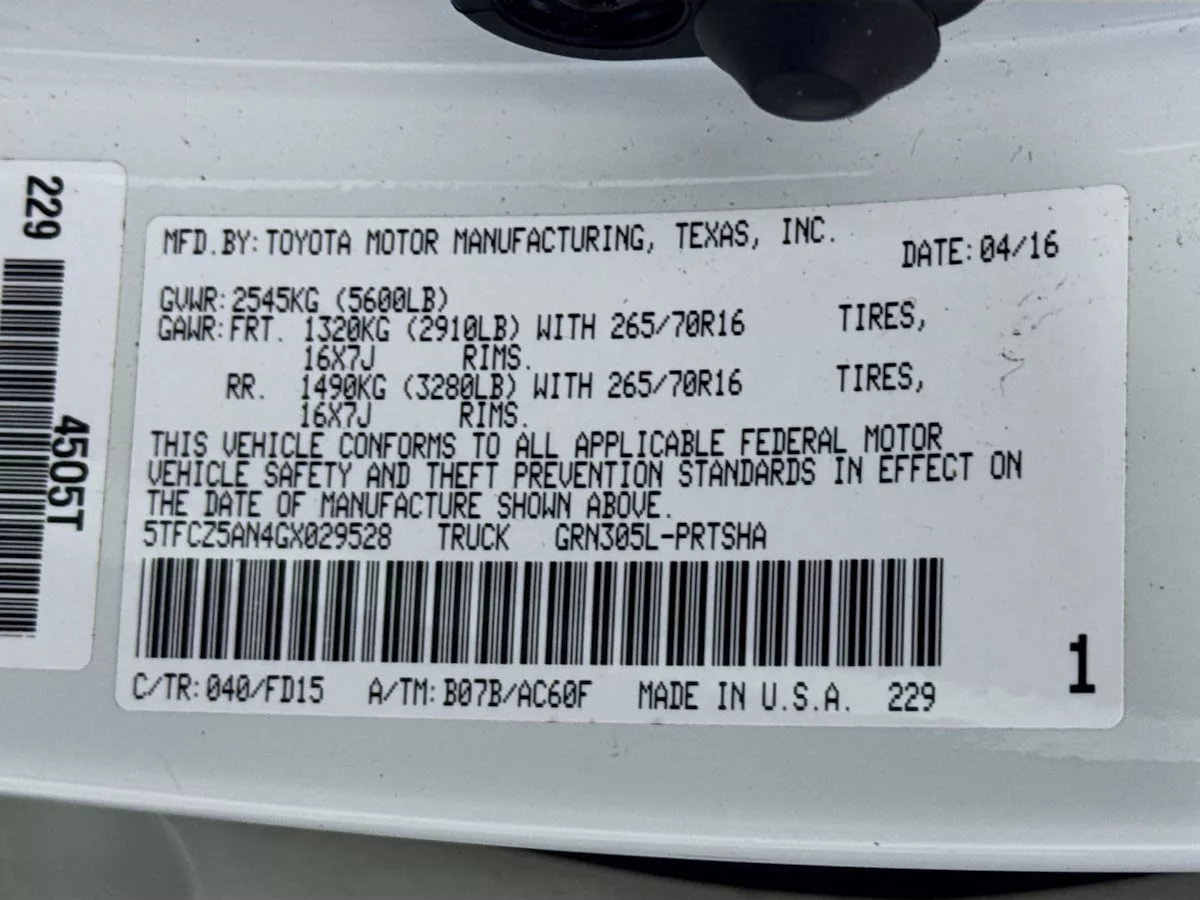 229
4505T
MFD.BY:TOYOTA MOTOR MANUFACTURING, TEXAS, INC. DATE:04/16
GVWR:2545KG (5600LB)
GAWR:FRT. 1320KG (2910LB) WITH 265/70R16 TIRES,
16X7J RIMS.
RR. 1490KG (3280LB) WITH 265/70R16 TIRES,
16X7J RIMS.
THIS VEHICLE CONFORMS TO ALL APPLICABLE FEDERAL MOTOR
VEHICLE SAFETY AND THEFT PREVENTION STANDARDS IN EFFECT ON
THE DATE OF MANUFACTURE SHOWN ABOVE.
5TFCZ5AN4GX029528 TRUCK GRN305L-PRTSHA
C/TR:040/FD15 A/TM:B07B/AC60F MADE IN U.S.A. 229
1